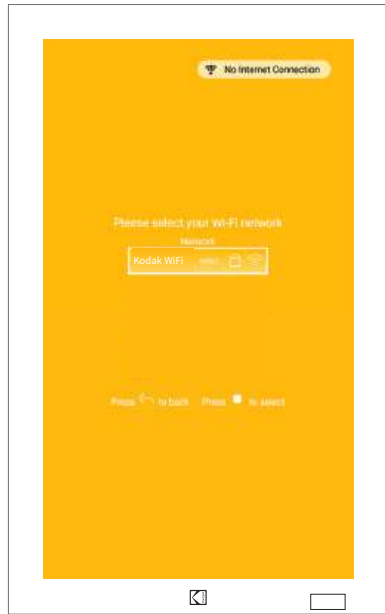 No Internet Connection
Please select your Wi-Fi network
Network
Kodak WiFi
Press to back Press to select